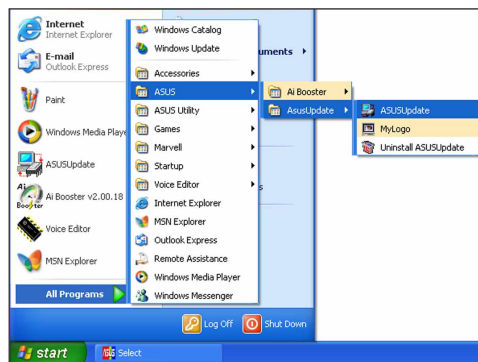 Internet
Internet Explorer
E-mail
Outlook Express
Paint
Windows Media Playe
ASUSUpdate
Ai Booster v2.00.18
Voice Editor
MSN Explorer
All Programs
Windows Catalog
Windows Update
Accessories
ASUS
ASUS Utility
Games
Marvell
Startup
Voice Editor
Internet Explorer
MSN Explorer
Outlook Express
Remote Assistance
Windows Media Player
Windows Messenger
uments
s
Ai Booster
AsusUpdate
ASUSUpdate
MyLogo
Uninstall ASUSUpdate
Log Off
Shut Down
start
Select